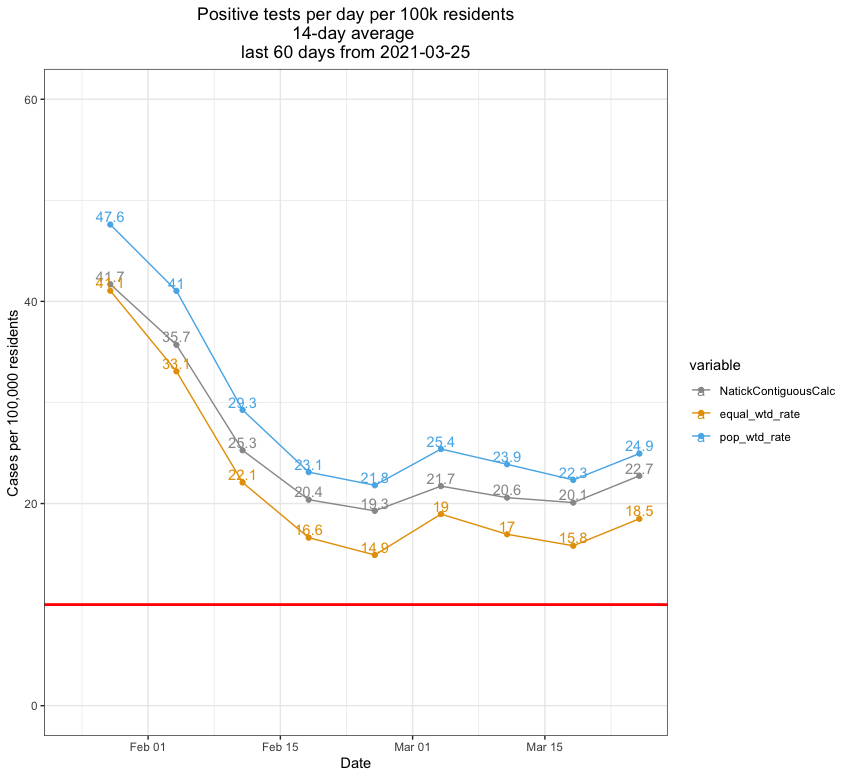 Positive tests per day per 100k residents
14-day average
last 60 days from 2021-03-25
60
40
20
0
Cases per 100,000 residents
47.6
41
29.3
23.1
21.8
25.4
23.9
22.3
24.9
41.7
35.7
25.3
20.4
19.3
21.7
20.6
20.1
22.7
41.1
33.1
22.1
16.6
14.9
19
17
15.8
18.5
Feb 01
Feb 15
Mar 01
Mar 15
Date
variable
a NatickContiguousCalc
a equal_wtd_rate
a pop_wtd_rate